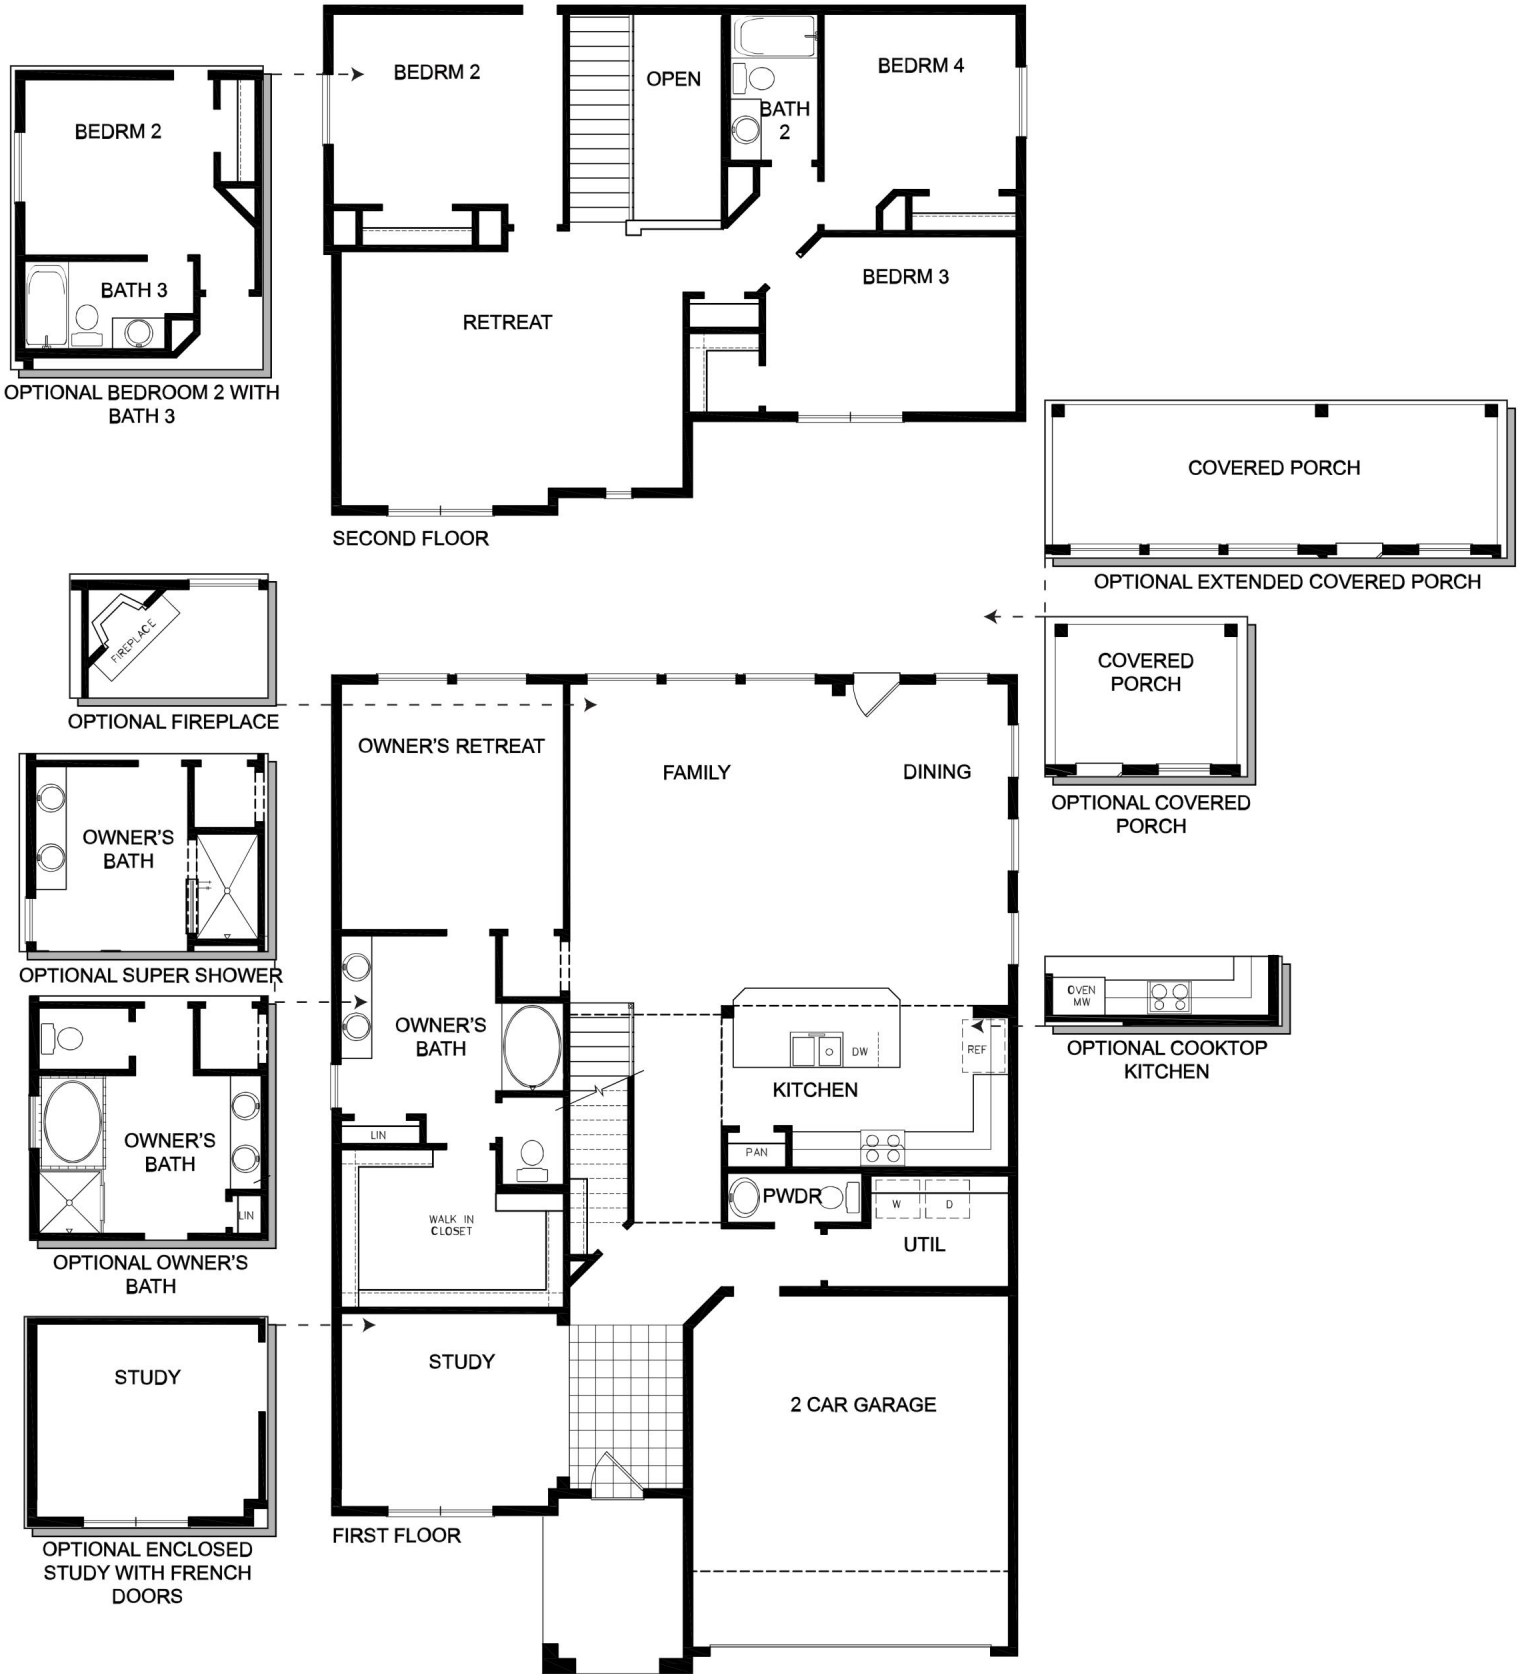 BEDRM 2
OPEN
BATH
2
BEDRM 4
BEDRM 3
RETREAT
SECOND FLOOR
BEDRM 2
BATH 3
OPTIONAL BEDROOM 2 WITH
BATH 3
COVERED PORCH
OPTIONAL EXTENDED COVERED PORCH
FIREPLACE
OPTIONAL FIREPLACE
COVERED
PORCH
OPTIONAL COVERED
PORCH
OWNER'S RETREAT
FAMILY
DINING
OWNER'S
BATH
OPTIONAL SUPER SHOWER
OWNER'S
BATH
LIN
OPTIONAL OWNER'S
BATH
OWNER'S
BATH
LIN
WALK IN
CLOSET
DW
REF
KITCHEN
PAN
PWDR
W
D
UTIL
OVEN
MW
OPTIONAL COOKTOP
KITCHEN
STUDY
2 CAR GARAGE
FIRST FLOOR
STUDY
OPTIONAL ENCLOSED
STUDY WITH FRENCH
DOORS